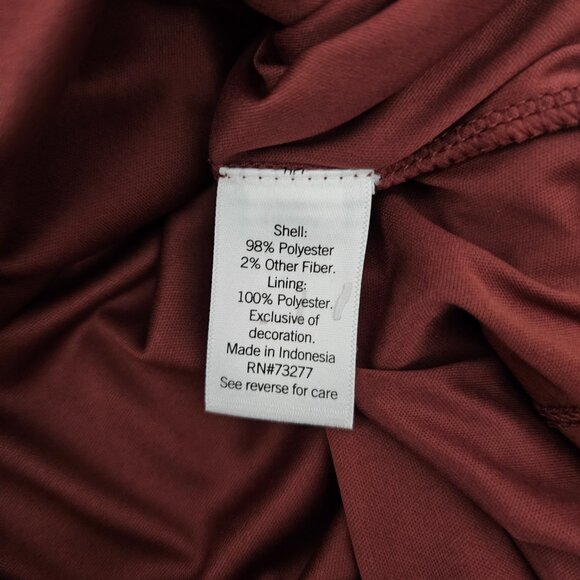 Shell:
98% Polyester
2% Other Fiber.
Lining:
100% Polyester.
Exclusive of
decoration.
Made in Indonesia
RN#73277
See reverse for care